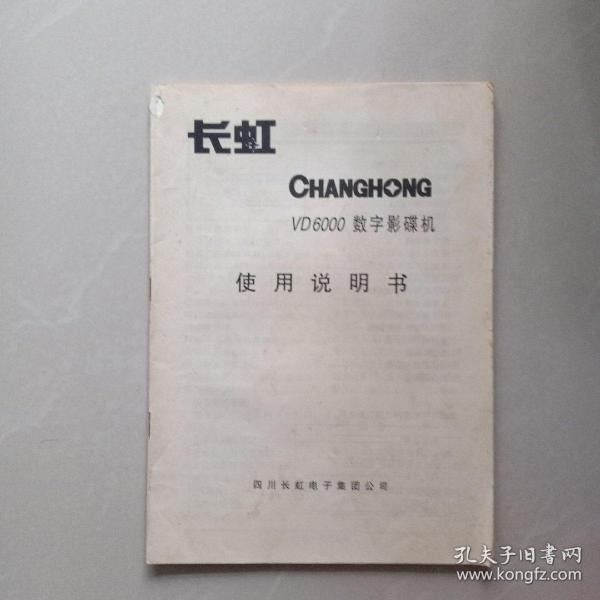 长虹
CHANGHONG
VD6000 数字影碟机
使用说明书
四川长虹电子集团公司
孔夫子旧书网
www.kongfz.com